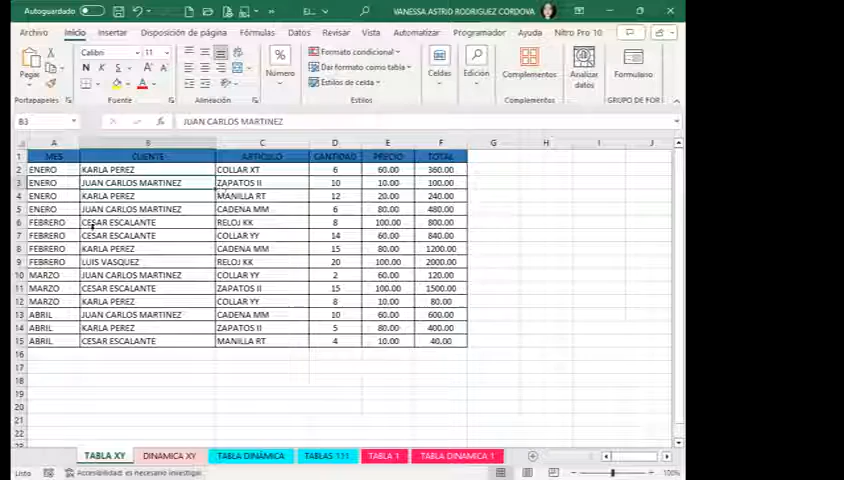 Autoguardado EL... VANESSA ASTRID RODRIGUEZ CORDOVA
Archivo Inicio Insertar Disposición de página Fórmulas Datos Revisar Vista Automatizar Programador Ayuda Nitro Pro 10
Pegar Calibri 11 N K S Número Formato condicional Dar formato como tabla Estilos de celda Celdas Edición Complementos Analizar datos Formulario
Portapapeles Fuente Alineación Estilos Complementos GRUPO DE FOR
B3 JUAN CARLOS MARTINEZ
A B C D E F G H I J
1 MES CLIENTE ARTICULO CANTIDAD PRECIO TOTAL
2 ENERO KARLA PEREZ COLLAR XT 6 60.00 360.00
3 ENERO JUAN CARLOS MARTINEZ ZAPATOS II 10 10.00 100.00
4 ENERO KARLA PEREZ MANILLA RT 12 20.00 240.00
5 ENERO JUAN CARLOS MARTINEZ CADENA MM 6 80.00 480.00
6 FEBRERO CESAR ESCALANTE RELOJ KK 8 100.00 800.00
7 FEBRERO CESAR ESCALANTE COLLAR YY 14 60.00 840.00
8 FEBRERO KARLA PEREZ CADENA MM 15 80.00 1200.00
9 FEBRERO LUIS VASQUEZ RELOJ KK 20 100.00 2000.00
10 MARZO JUAN CARLOS MARTINEZ COLLAR YY 2 60.00 120.00
11 MARZO CESAR ESCALANTE ZAPATOS II 15 100.00 1500.00
12 MARZO KARLA PEREZ COLLAR YY 8 10.00 80.00
13 ABRIL JUAN CARLOS MARTINEZ CADENA MM 10 60.00 600.00
14 ABRIL KARLA PEREZ ZAPATOS II 5 80.00 400.00
15 ABRIL CESAR ESCALANTE MANILLA RT 4 10.00 40.00
16
17
18
19
20
21
22
TABLA XY DINAMICA XY TABLA DINÁMICA TABLAS 111 TABLA 1 TABLA DINAMICA 1
Listo Accesibilidad: es necesario investigar 100%